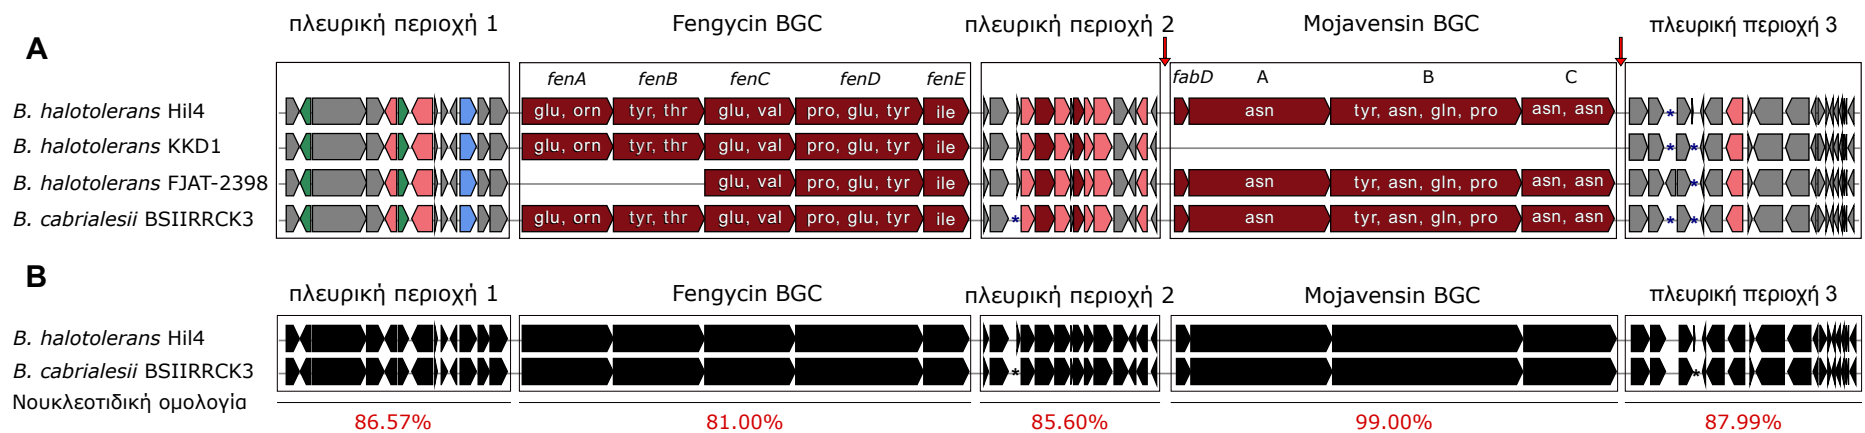 πλευρική περιοχή 1 Fengycin BGC πλευρική περιοχή 2 Mojavensin BGC πλευρική περιοχή 3
A
fenA fenB fenC fenD fenE fabD A B C
B. halotolerans Hil4 glu, orn tyr, thr glu, val pro, glu, tyr ile asn tyr, asn, gln, pro asn, asn *
B. halotolerans KKD1 glu, orn tyr, thr glu, val pro, glu, tyr ile * *
B. halotolerans FJAT-2398 glu, val pro, glu, tyr ile asn tyr, asn, gln, pro asn, asn *
B. cabrialesii BSIIRRCK3 glu, orn tyr, thr glu, val pro, glu, tyr ile * asn tyr, asn, gln, pro asn, asn * *
B
πλευρική περιοχή 1 Fengycin BGC πλευρική περιοχή 2 Mojavensin BGC πλευρική περιοχή 3
B. halotolerans Hil4
B. cabrialesii BSIIRRCK3 * *
Νουκλεοτιδική ομολογία
86.57% 81.00% 85.60% 99.00% 87.99%